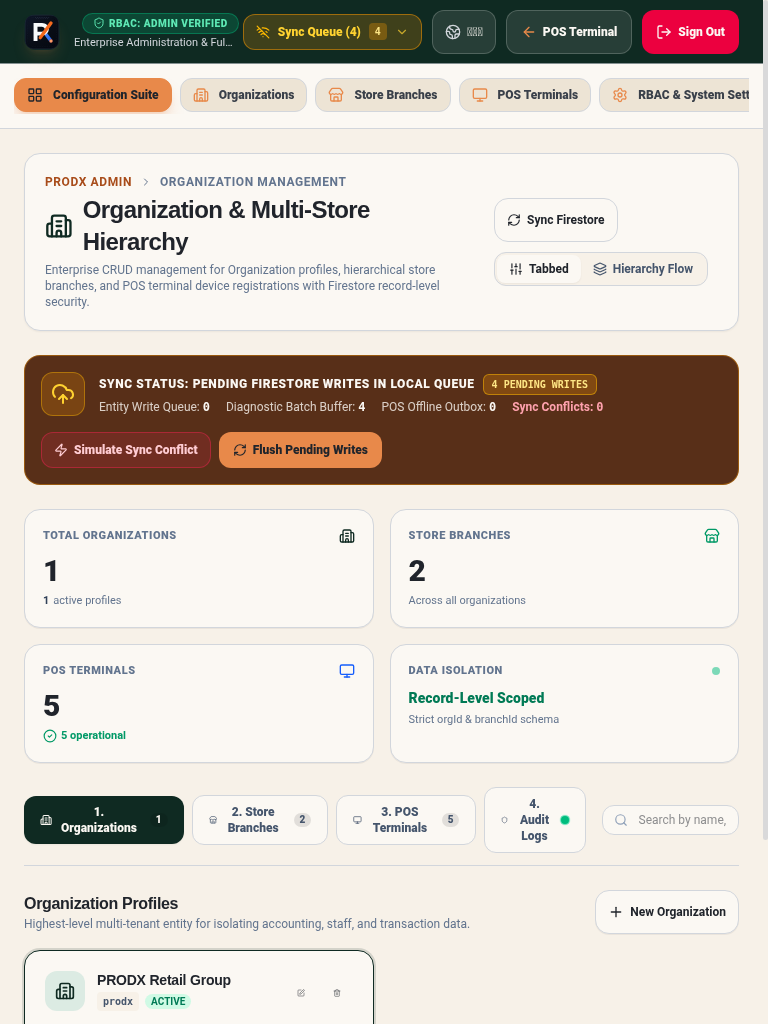 RBAC: ADMIN VERIFIED
Enterprise Administration & Ful...
Sync Queue (4) 4
POS Terminal
Sign Out
Configuration Suite
Organizations
Store Branches
POS Terminals
RBAC & System Sett
PRODX ADMIN > ORGANIZATION MANAGEMENT
Organization & Multi-Store
Hierarchy
Enterprise CRUD management for Organization profiles, hierarchical store
branches, and POS terminal device registrations with Firestore record-level
security.
Sync Firestore
Tabbed
Hierarchy Flow
SYNC STATUS: PENDING FIRESTORE WRITES IN LOCAL QUEUE 4 PENDING WRITES
Entity Write Queue: 0 Diagnostic Batch Buffer: 4 POS Offline Outbox: 0 Sync Conflicts: 0
Simulate Sync Conflict
Flush Pending Writes
TOTAL ORGANIZATIONS
1
1 active profiles
STORE BRANCHES
2
Across all organizations
POS TERMINALS
5
5 operational
DATA ISOLATION
Record-Level Scoped
Strict orgId & branchId schema
1.
Organizations
1
2. Store
Branches
2
3. POS
Terminals
5
4.
Audit
Logs
Search by name,
Organization Profiles
Highest-level multi-tenant entity for isolating accounting, staff, and transaction data.
New Organization
PRODX Retail Group
prodx ACTIVE